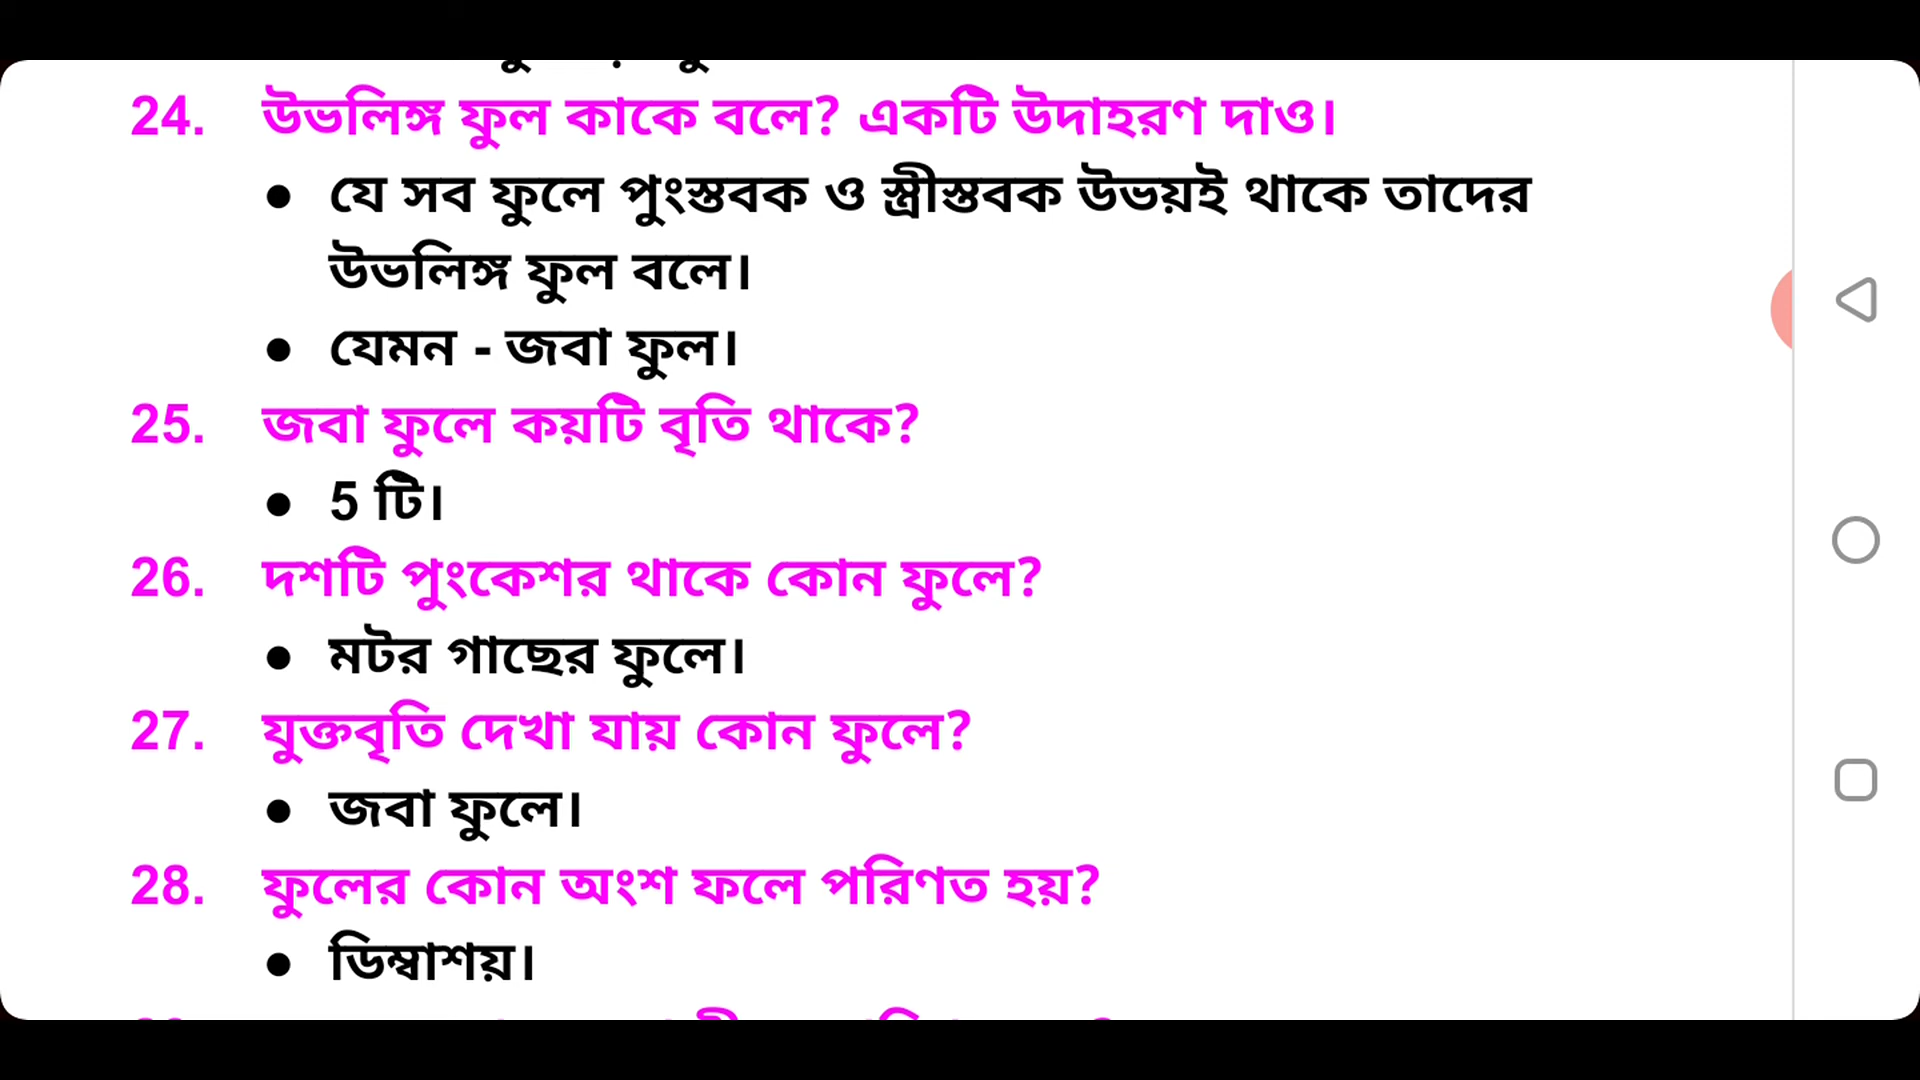 24. উভলিঙ্গ ফুল কাকে বলে? একটি উদাহরণ দাও।
● যে সব ফুলে পুংস্তবক ও স্ত্রীস্তবক উভয়ই থাকে তাদের
উভলিঙ্গ ফুল বলে।
● যেমন - জবা ফুল।
25. জবা ফুলে কয়টি বৃতি থাকে?
● 5 টি।
26. দশটি পুংকেশর থাকে কোন ফুলে?
● মটর গাছের ফুলে।
27. যুক্তবৃতি দেখা যায় কোন ফুলে?
● জবা ফুলে।
28. ফুলের কোন অংশ ফলে পরিণত হয়?
● ডিম্বাশয়।